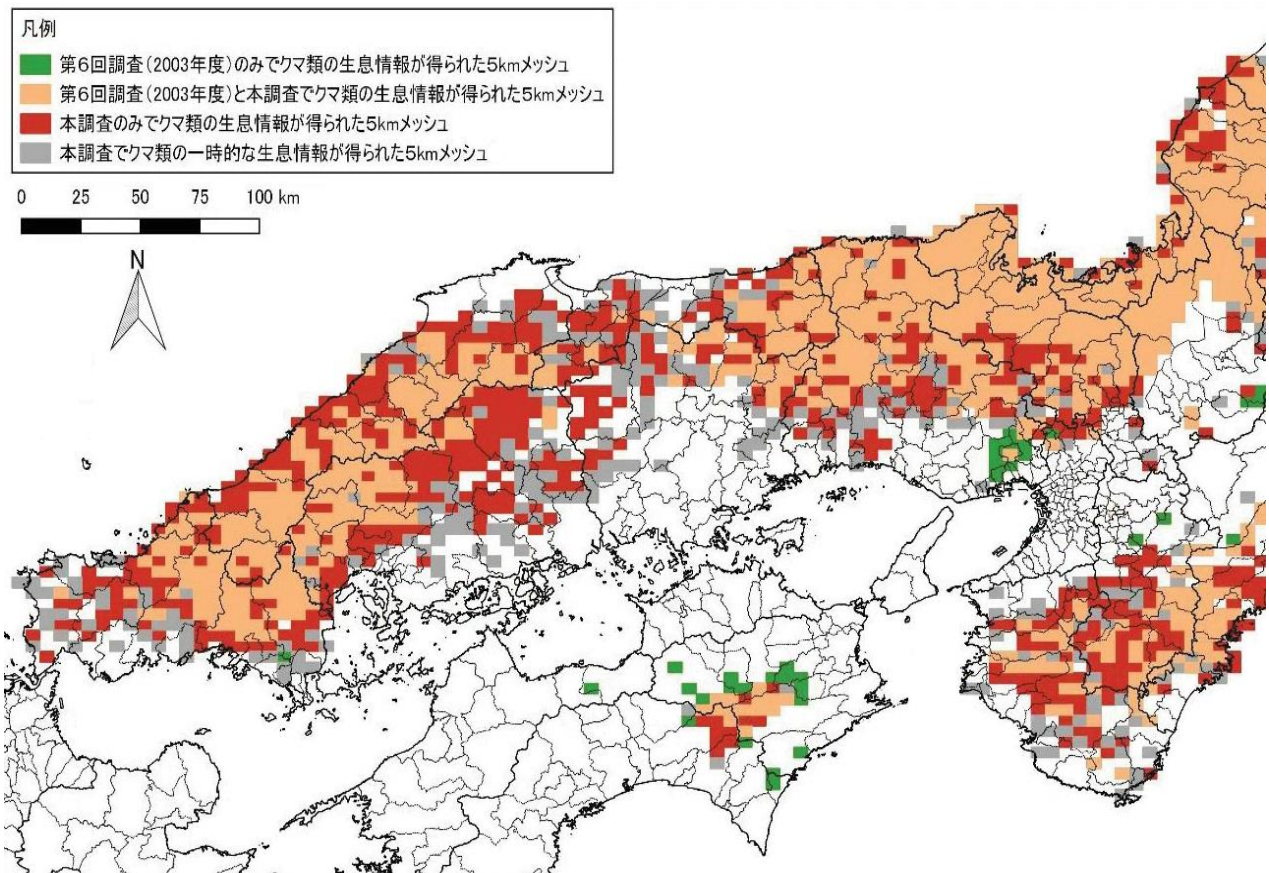 凡例
第6回調査(2003年度)のみでクマ類の生息情報が得られた5kmメッシュ
第6回調査(2003年度)と本調査でクマ類の生息情報が得られた5kmメッシュ
本調査のみでクマ類の生息情報が得られた5kmメッシュ
本調査でクマ類の一時的な生息情報が得られた5kmメッシュ
0 25 50 75 100 km
N